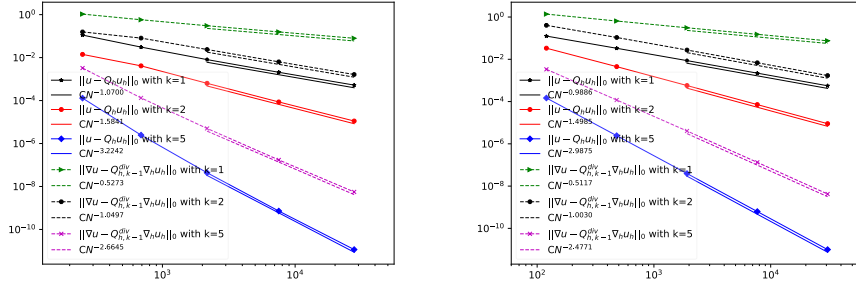 10^0
10^-2
10^-4
10^-6
10^-8
10^-10
10^3
10^4
||u − Q_h u_h||_0 with k=1
CN^-1.0700
||u − Q_h u_h||_0 with k=2
CN^-1.5841
||u − Q_h u_h||_0 with k=5
CN^-3.2242
||∇u − Q^div_h,k−1 ∇_h u_h||_0 with k=1
CN^-0.5273
||∇u − Q^div_h,k−1 ∇_h u_h||_0 with k=2
CN^-1.0497
||∇u − Q^div_h,k−1 ∇_h u_h||_0 with k=5
CN^-2.6645
10^0
10^-2
10^-4
10^-6
10^-8
10^-10
10^2
10^3
10^4
||u − Q_h u_h||_0 with k=1
CN^-0.9886
||u − Q_h u_h||_0 with k=2
CN^-1.4985
||u − Q_h u_h||_0 with k=5
CN^-2.9875
||∇u − Q^div_h,k−1 ∇_h u_h||_0 with k=1
CN^-0.5117
||∇u − Q^div_h,k−1 ∇_h u_h||_0 with k=2
CN^-1.0030
||∇u − Q^div_h,k−1 ∇_h u_h||_0 with k=5
CN^-2.4771